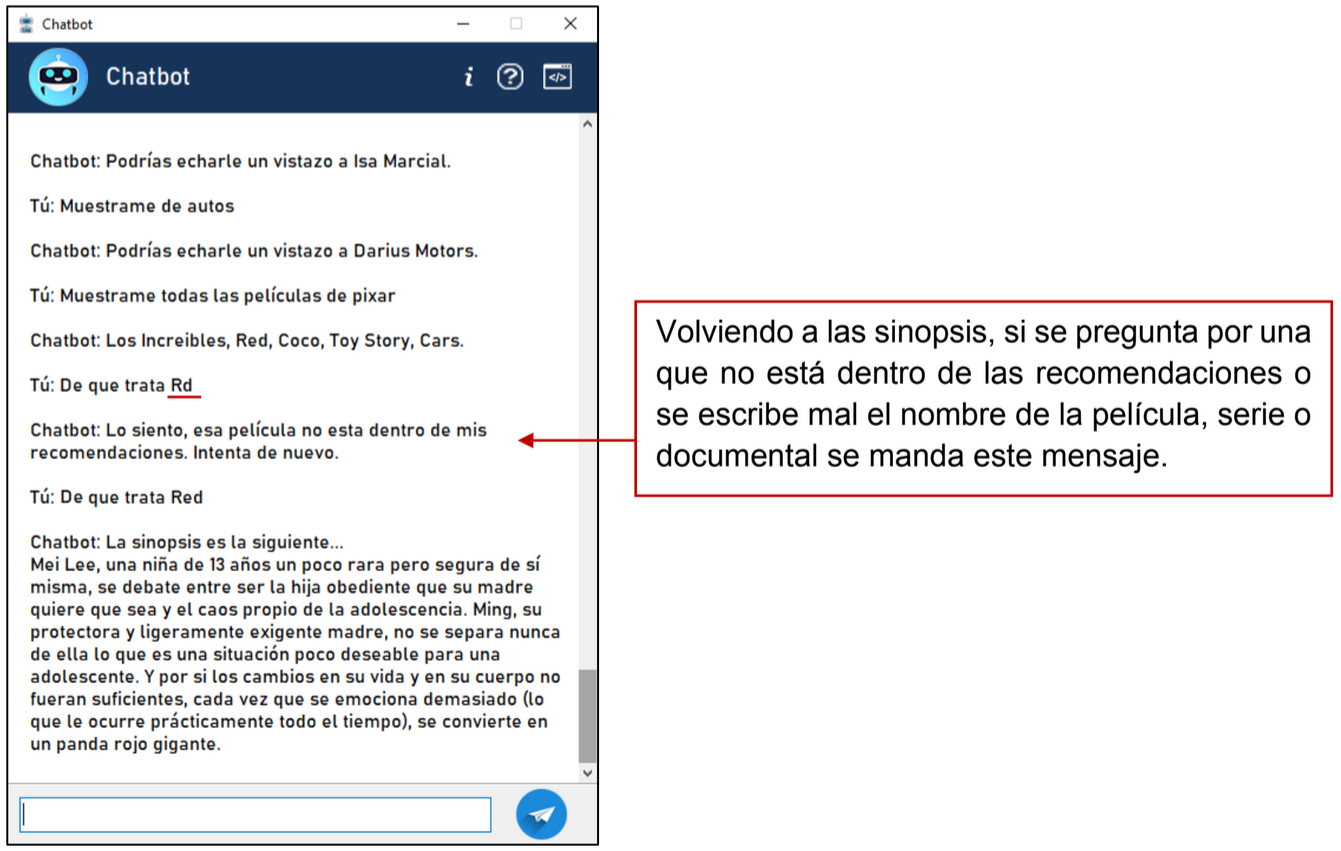 Chatbot
Chatbot
i ? </>
Chatbot: Podrías echarle un vistazo a Isa Marcial.
Tú: Muestrame de autos
Chatbot: Podrías echarle un vistazo a Darius Motors.
Tú: Muestrame todas las películas de pixar
Chatbot: Los Increibles, Red, Coco, Toy Story, Cars.
Tú: De que trata Rd
Chatbot: Lo siento, esa película no esta dentro de mis
recomendaciones. Intenta de nuevo.
Tú: De que trata Red
Chatbot: La sinopsis es la siguiente...
Mei Lee, una niña de 13 años un poco rara pero segura de sí
misma, se debate entre ser la hija obediente que su madre
quiere que sea y el caos propio de la adolescencia. Ming, su
protectora y ligeramente exigente madre, no se separa nunca
de ella lo que es una situación poco deseable para una
adolescente. Y por si los cambios en su vida y en su cuerpo no
fueran suficientes, cada vez que se emociona demasiado (lo
que le ocurre prácticamente todo el tiempo), se convierte en
un panda rojo gigante.
Volviendo a las sinopsis, si se pregunta por una
que no está dentro de las recomendaciones o
se escribe mal el nombre de la película, serie o
documental se manda este mensaje.